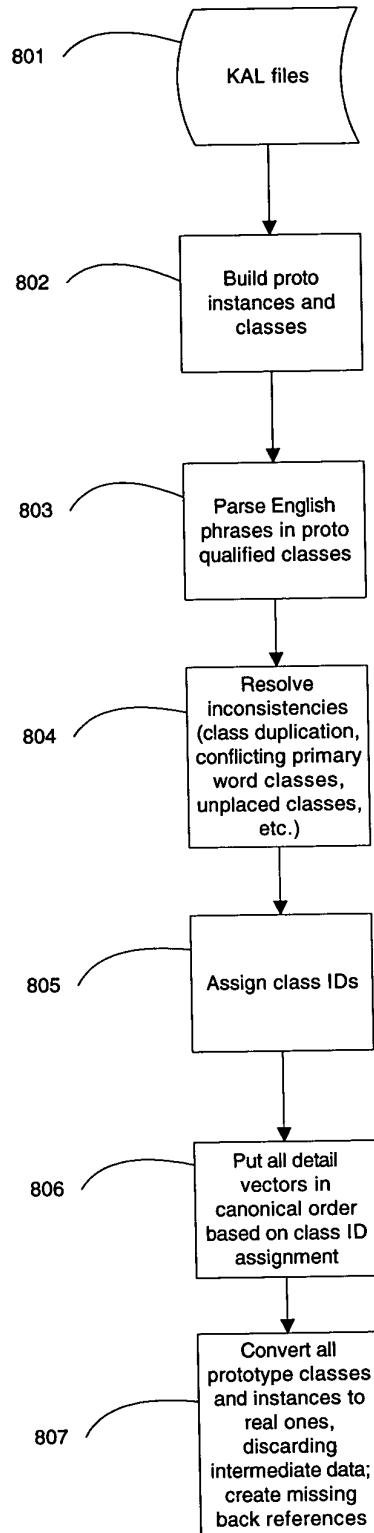 801
KAL files
802
Build proto
instances and
classes
803
Parse English
phrases in proto
qualified classes
804
Resolve
inconsistencies
(class duplication,
conflicting primary
word classes,
unplaced classes,
etc.)
805
Assign class IDs
806
Put all detail
vectors in
canonical order
based on class ID
assignment
807
Convert all
prototype classes
and instances to
real ones,
discarding
intermediate data;
create missing
back references